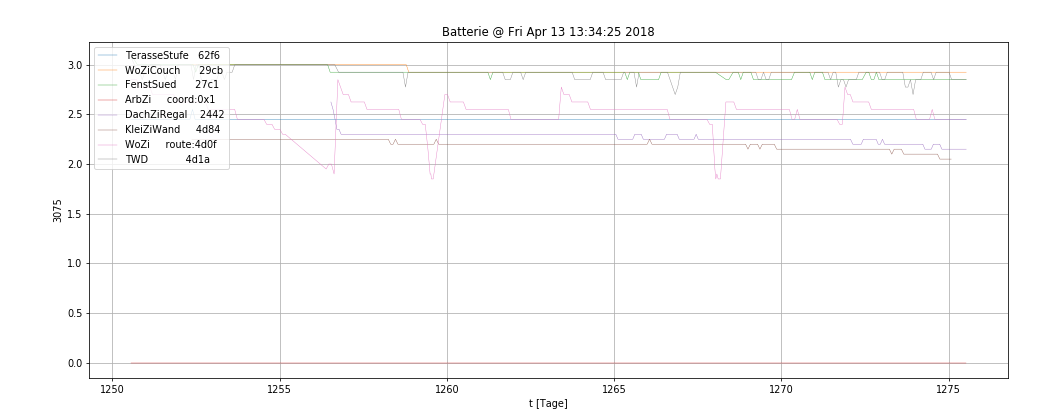 Batterie @ Fri Apr 13 13:34:25 2018
TerasseStufe 62f6
WoZiCouch 29cb
FenstSued 27c1
ArbZi coord:0x1
DachZiRegal 2442
KleiZiWand 4d84
WoZi route:4d0f
TWD 4d1a
3.0
2.5
2.0
1.5
1.0
0.5
0.0
3075
1250 1255 1260 1265 1270 1275
t [Tage]